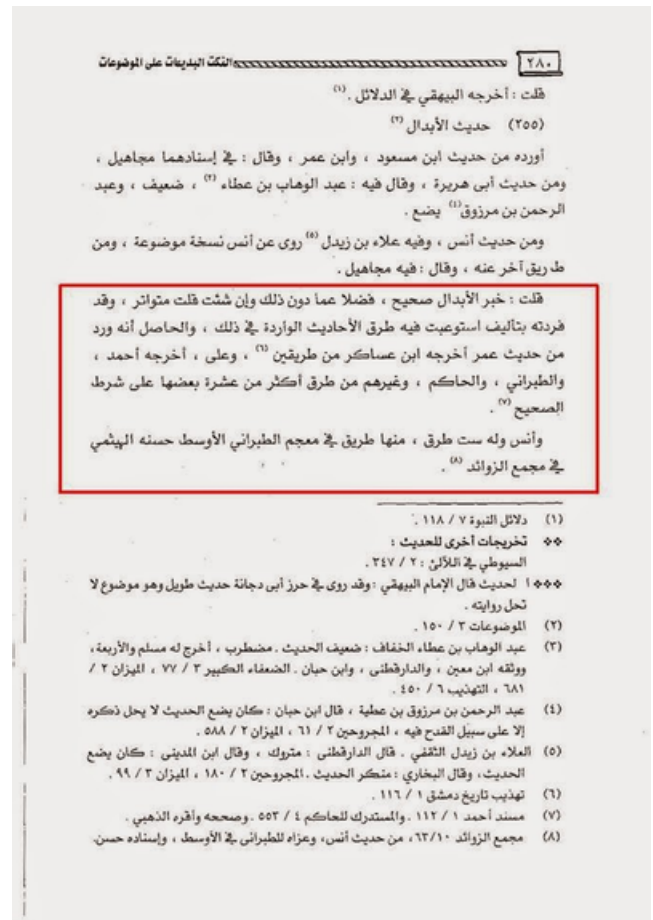 ٢٨٠ النكت البديعات على الموضوعات
قلت : أخرجه البيهقي في الدلائل . (١)
(٢٥٥) حديث الأبدال (٢)
أورده من حديث ابن مسعود ، وابن عمر ، وقال : في إسنادهما مجاهيل ،
ومن حديث أبى هريرة ، وقال فيه : عبد الوهاب بن عطاء (٣) ، ضعيف ، وعبد
الرحمن بن مرزوق (٤) يضع .
ومن حديث أنس ، وفيه علاء بن زيدل (٥) روى عن أنس نسخة موضوعة ، ومن
طريق آخر عنه ، وقال : فيه مجاهيل .
قلت : خبر الأبدال صحيح ، فضلا عما دون ذلك وإن شئت قلت متواتر ، وقد
فردته بتأليف استوعبت فيه طرق الأحاديث الواردة في ذلك ، والحاصل أنه ورد
من حديث عمر أخرجه ابن عساكر من طريقين (٦) ، وعلى ، أخرجه أحمد ،
والطبراني ، والحاكم ، وغيرهم من طرق أكثر من عشرة بعضها على شرط
الصحيح (٧) .
وأنس وله ست طرق ، منها طريق في معجم الطبراني الأوسط حسنه الهيثمي
في مجمع الزوائد (٨) .
(١) دلائل النبوة ٧ / ١١٨ .
** تخريجات أخرى للحديث :
السيوطي في اللآلئ : ٢ / ٣٤٧ .
*** ا لحديث قال الإمام البيهقي : وقد روى في حرز أبى دجانة حديث طويل وهو موضوع لا
تحل روايته .
(٢) الموضوعات ٣ / ١٥٠ .
(٣) عبد الوهاب بن عطاء الخفاف : ضعيف الحديث . مضطرب ، أخرج له مسلم والأربعة ،
ووثقه ابن معين ، والدارقطنى ، وابن حبان . الضعفاء الكبير ٣ / ٧٧ ، الميزان ٢ /
٦٨١ ، التهذيب ٦ / ٤٥٠ .
(٤) عبد الرحمن بن مرزوق بن عطية ، قال ابن حبان : كان يضع الحديث لا يحل ذكره
إلا على سبيل القدح فيه ، المجروحين ٢ / ٦١ ، الميزان ٢ / ٥٨٨ .
(٥) العلاء بن زيدل الثقفي . قال الدارقطنى : متروك ، وقال ابن المدينى : كان يضع
الحديث ، وقال البخاري : منكر الحديث . المجروحين ٢ / ١٨٠ ، الميزان ٣ / ٩٩ .
(٦) تهذيب تاريخ دمشق ١ / ١١٦ .
(٧) مسند أحمد ١ / ١١٢ . والمستدرك للحاكم ٤ / ٥٥٣ . وصححه وأقره الذهبي .
(٨) مجمع الزوائد ١٠/ ٦٣ ، من حديث أنس ، وعزاه للطبرانى في الأوسط ، وإسناده حسن.